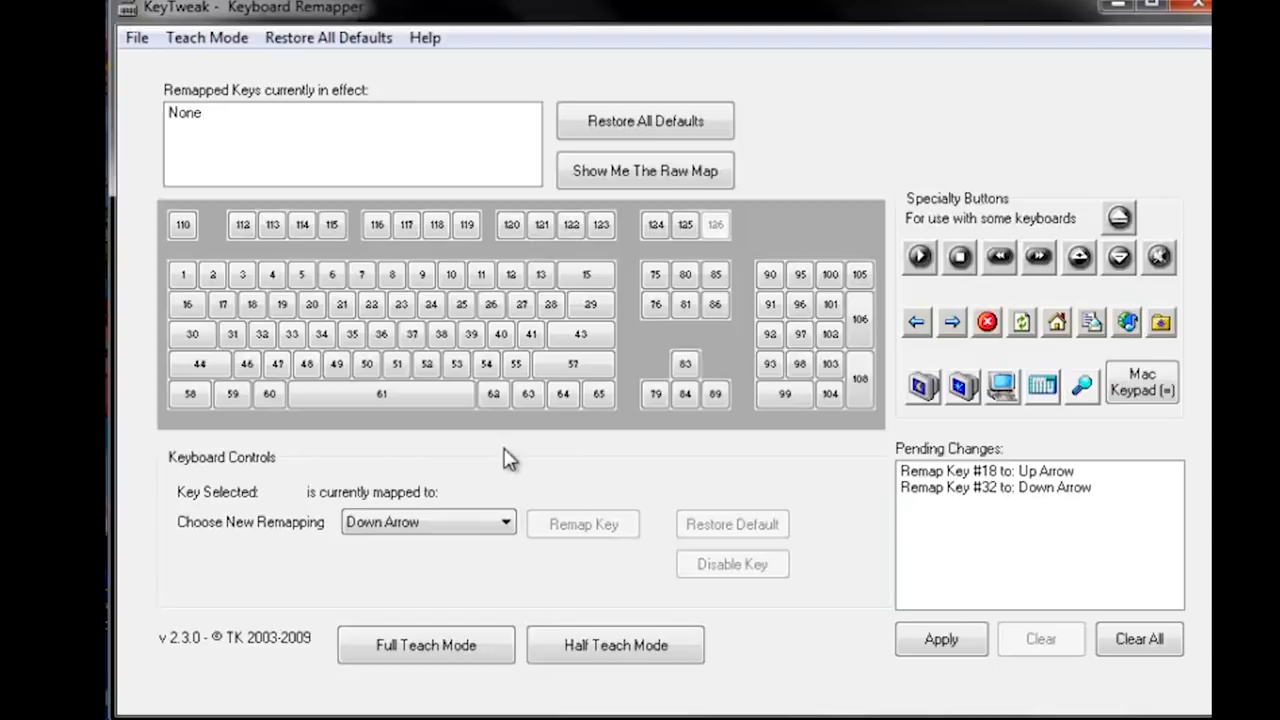 KeyTweak - Keyboard Remapper
File Teach Mode Restore All Defaults Help
Remapped Keys currently in effect:
None
Restore All Defaults
Show Me The Raw Map
Specialty Buttons
For use with some keyboards
110 112 113 114 115 116 117 118 119 120 121 122 123 124 125 126
1 2 3 4 5 6 7 8 9 10 11 12 13 15 75 80 85 90 95 100 105
16 17 18 19 20 21 22 23 24 25 26 27 28 29 76 81 86 91 96 101 106
30 31 32 33 34 35 36 37 38 39 40 41 43 92 97 102
44 46 47 48 49 50 51 52 53 54 55 57 83 93 98 103 108
58 59 60 61 62 63 64 65 79 84 89 99 104
Mac
Keypad (=)
Keyboard Controls
Key Selected: is currently mapped to:
Choose New Remapping Down Arrow Remap Key Restore Default
Disable Key
Pending Changes:
Remap Key #18 to: Up Arrow
Remap Key #32 to: Down Arrow
v 2.3.0 - © TK 2003-2009 Full Teach Mode Half Teach Mode
Apply Clear Clear All